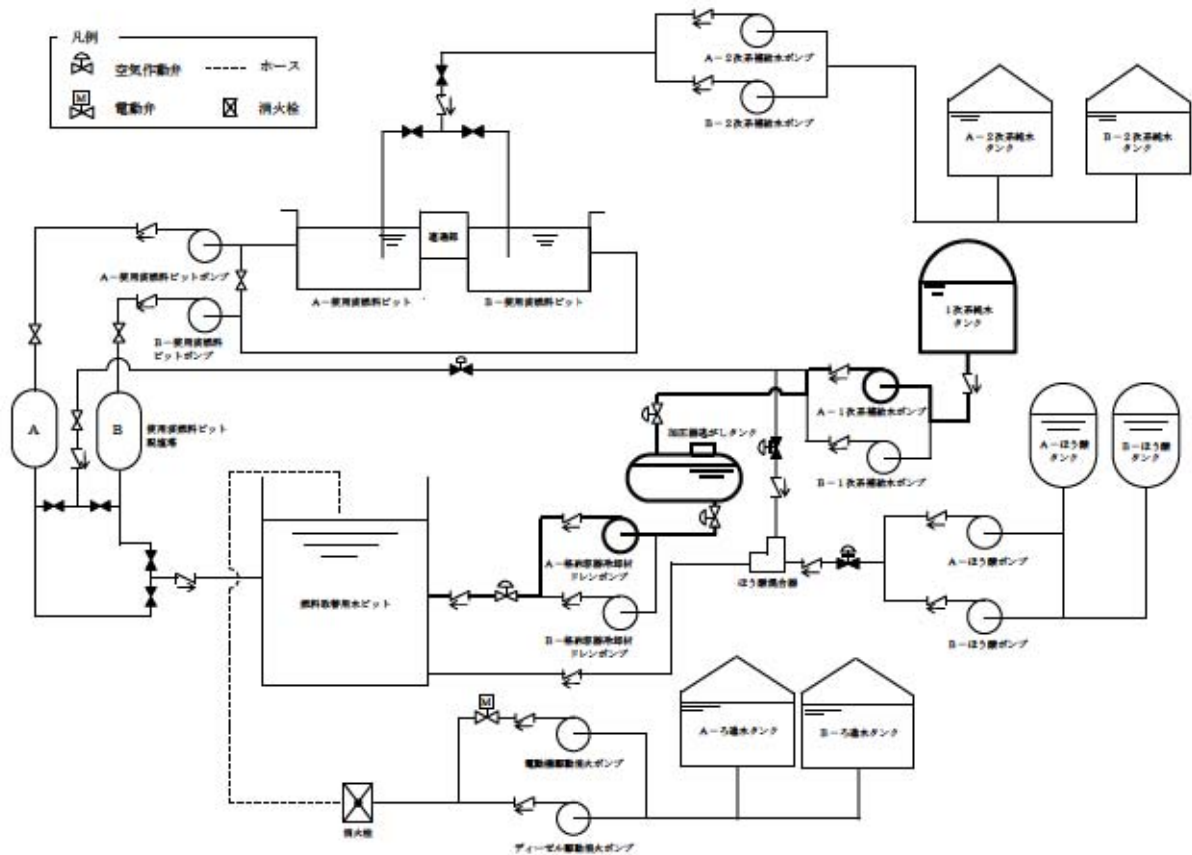 凡例
空気作動弁
ホース
M
電動弁
消火栓
A-2次系補給水ポンプ
B-2次系補給水ポンプ
A-2次系純水
タンク
B-2次系純水
タンク
連通部
A-使用済燃料ピットポンプ
A-使用済燃料ピット
B-使用済燃料ピット
B-使用済燃料
ピットポンプ
1次系純水
タンク
A
B
使用済燃料ピット
脱塩塔
加圧器逃がしタンク
A-1次系補給水ポンプ
B-1次系補給水ポンプ
A-ほう酸
タンク
B-ほう酸
タンク
燃料取替用水ピット
A-格納容器冷却材
ドレンポンプ
B-格納容器冷却材
ドレンポンプ
ほう酸混合器
A-ほう酸ポンプ
B-ほう酸ポンプ
M
A-ろ過水タンク
B-ろ過水タンク
電動機駆動消火ポンプ
消火栓
ディーゼル駆動消火ポンプ